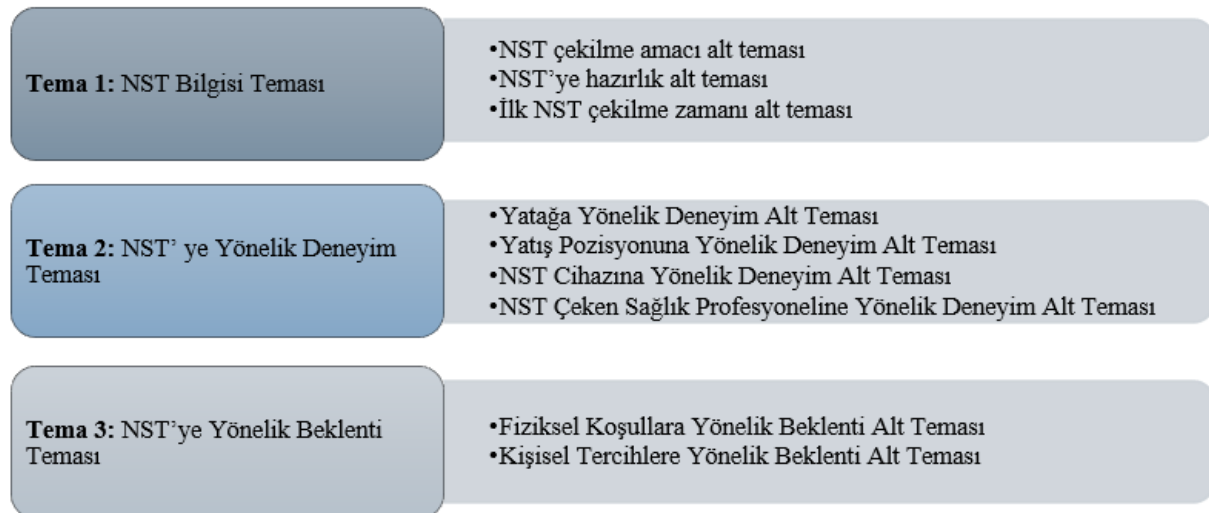 Tema 1: NST Bilgisi Teması
•NST çekilme amacı alt teması
•NST’ye hazırlık alt teması
•İlk NST çekilme zamanı alt teması
Tema 2: NST’ ye Yönelik Deneyim
Teması
•Yatağa Yönelik Deneyim Alt Teması
•Yatış Pozisyonuna Yönelik Deneyim Alt Teması
•NST Cihazına Yönelik Deneyim Alt Teması
•NST Çeken Sağlık Profesyoneline Yönelik Deneyim Alt Teması
Tema 3: NST’ye Yönelik Beklenti
Teması
•Fiziksel Koşullara Yönelik Beklenti Alt Teması
•Kişisel Tercihlere Yönelik Beklenti Alt Teması